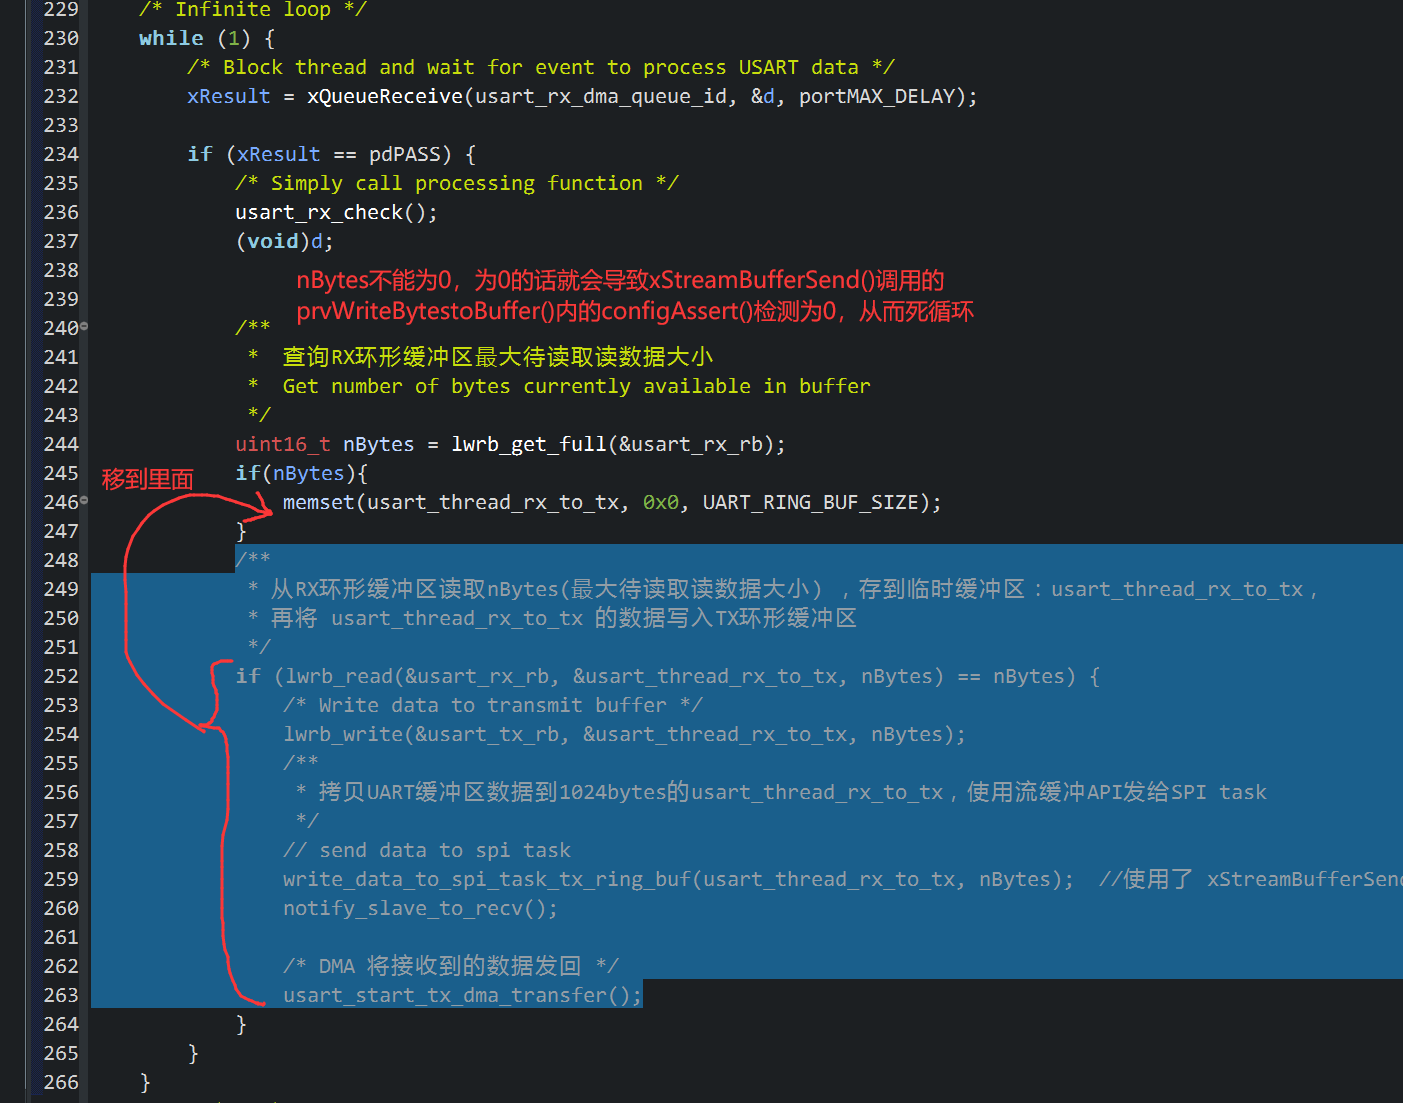 229 /* Infinite loop */
230 while (1) {
231 /* Block thread and wait for event to process USART data */
232 xResult = xQueueReceive(usart_rx_dma_queue_id, &d, portMAX_DELAY);
233
234 if (xResult == pdPASS) {
235 /* Simply call processing function */
236 usart_rx_check();
237 (void)d;
238
nBytes不能为0，为0的话就会导致xStreamBufferSend()调用的
239
prvWriteBytestoBuffer()内的configAssert()检测为0，从而死循环
240 /**
241 * 查询RX环形缓冲区最大待读取读数据大小
242 * Get number of bytes currently available in buffer
243 */
244 uint16_t nBytes = lwrb_get_full(&usart_rx_rb);
245 if(nBytes){
移到里面
246 memset(usart_thread_rx_to_tx, 0x0, UART_RING_BUF_SIZE);
247 }
248 /**
249 * 从RX环形缓冲区读取nBytes(最大待读取读数据大小），存到临时缓冲区：usart_thread_rx_to_tx，
250 * 再将 usart_thread_rx_to_tx 的数据写入TX环形缓冲区
251 */
252 if (lwrb_read(&usart_rx_rb, &usart_thread_rx_to_tx, nBytes) == nBytes) {
253 /* Write data to transmit buffer */
254 lwrb_write(&usart_tx_rb, &usart_thread_rx_to_tx, nBytes);
255 /**
256 * 拷贝UART缓冲区数据到1024bytes的usart_thread_rx_to_tx，使用流缓冲API发给SPI task
257 */
258 // send data to spi task
259 write_data_to_spi_task_tx_ring_buf(usart_thread_rx_to_tx, nBytes); //使用了 xStreamBufferSen
260 notify_slave_to_recv();
261
262 /* DMA 将接收到的数据发回 */
263 usart_start_tx_dma_transfer();
264 }
265 }
266 }